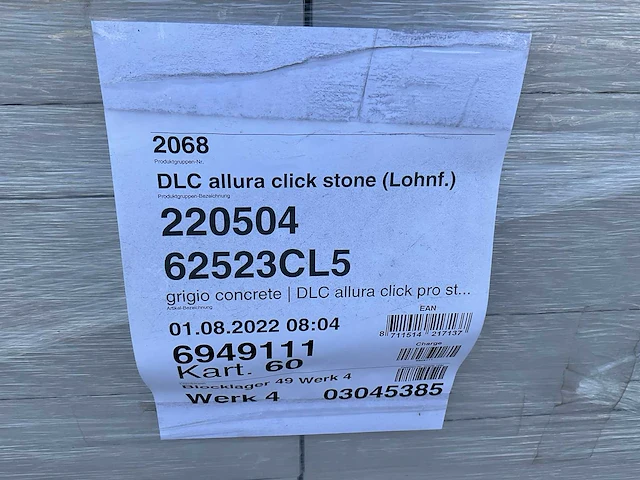 2068
Produktgruppen-Nr.
DLC allura click stone (Lohnf.)
Produktgruppen-Bezeichnung
220504
62523CL5
grigio concrete | DLC allura click pro st...
Artikel-Bezeichnung
EAN
01.08.2022 08:04
8 711514 217137
Charge
6949111
Kart. 60
Blocklager 49 Werk 4
Werk 4 03045385